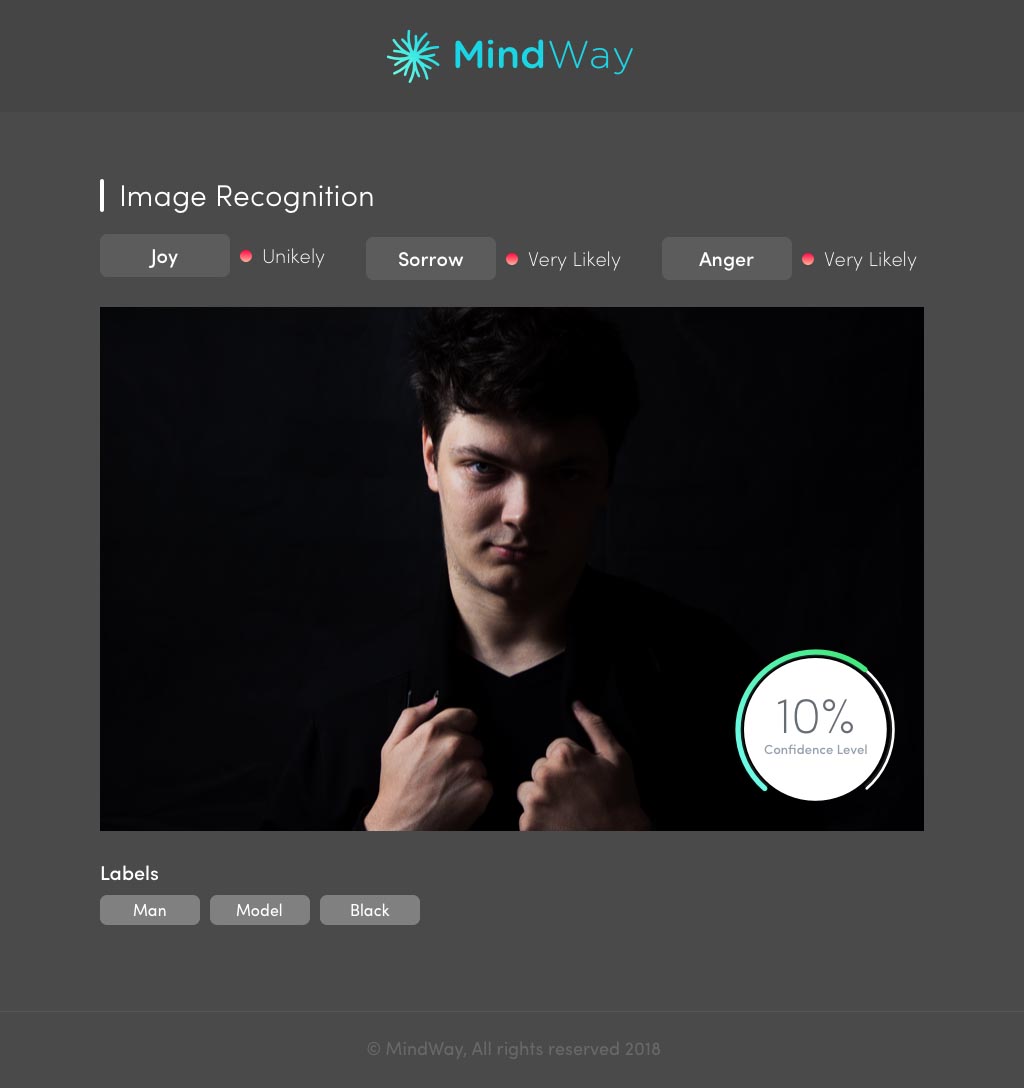 MindWay
Image Recognition
Joy Unikely Sorrow Very Likely Anger Very Likely
10%
Confidence Level
Labels
Man Model Black
© MindWay, All rights reserved 2018